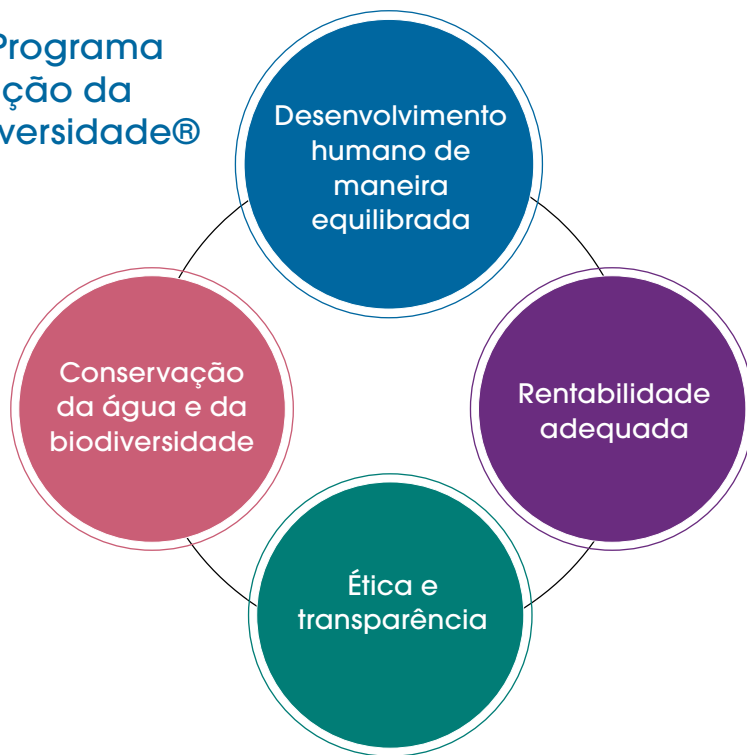 Programa
ção da
versidade®
Desenvolvimento
humano de
maneira
equilibrada
Conservação
da água e da
biodiversidade
Rentabilidade
adequada
Ética e
transparência